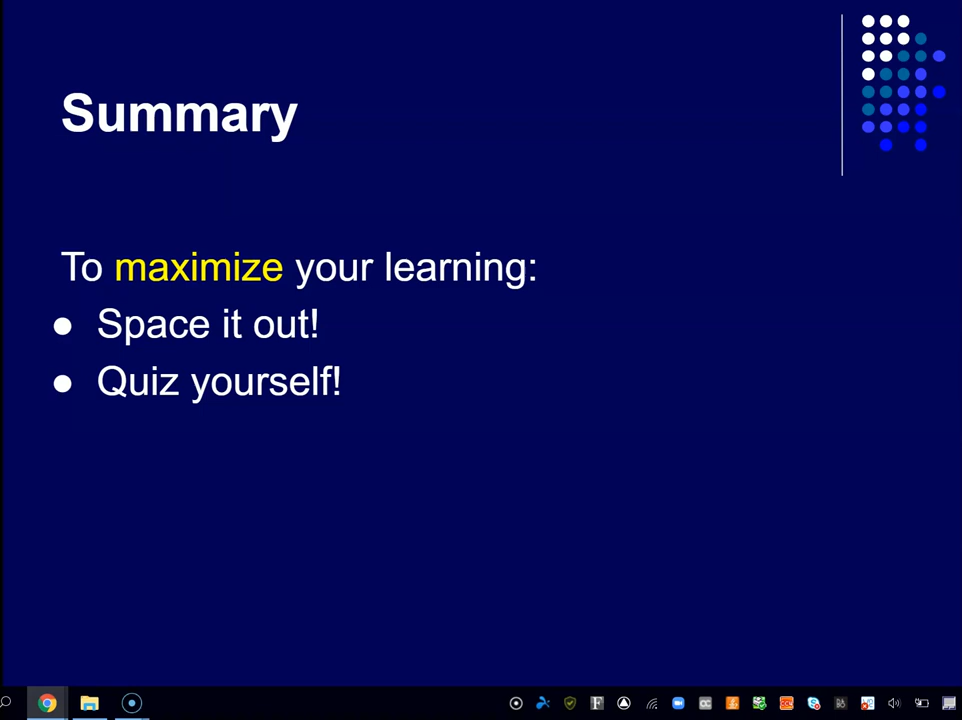 Summary
To maximize your learning:
● Space it out!
● Quiz yourself!